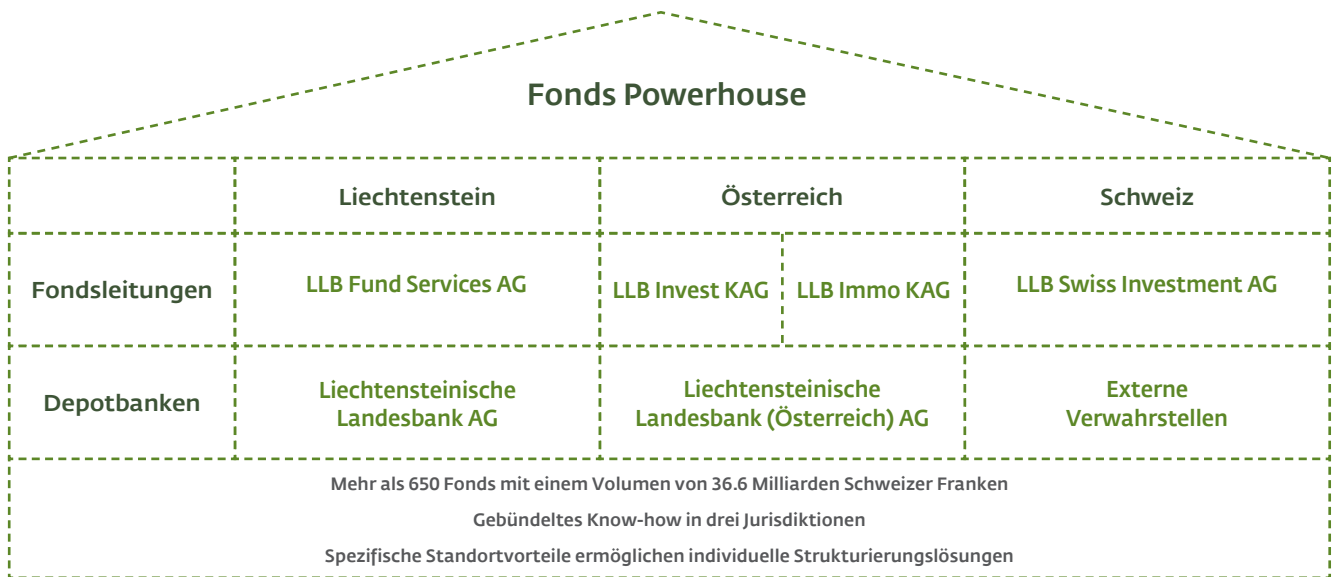 Fonds Powerhouse
Liechtenstein
Österreich
Schweiz
Fondsleitungen
LLB Fund Services AG
LLB Invest KAG
LLB Immo KAG
LLB Swiss Investment AG
Depotbanken
Liechtensteinische
Landesbank AG
Liechtensteinische
Landesbank (Österreich) AG
Externe
Verwahrstellen
Mehr als 650 Fonds mit einem Volumen von 36.6 Milliarden Schweizer Franken
Gebündeltes Know-how in drei Jurisdiktionen
Spezifische Standortvorteile ermöglichen individuelle Strukturierungslösungen